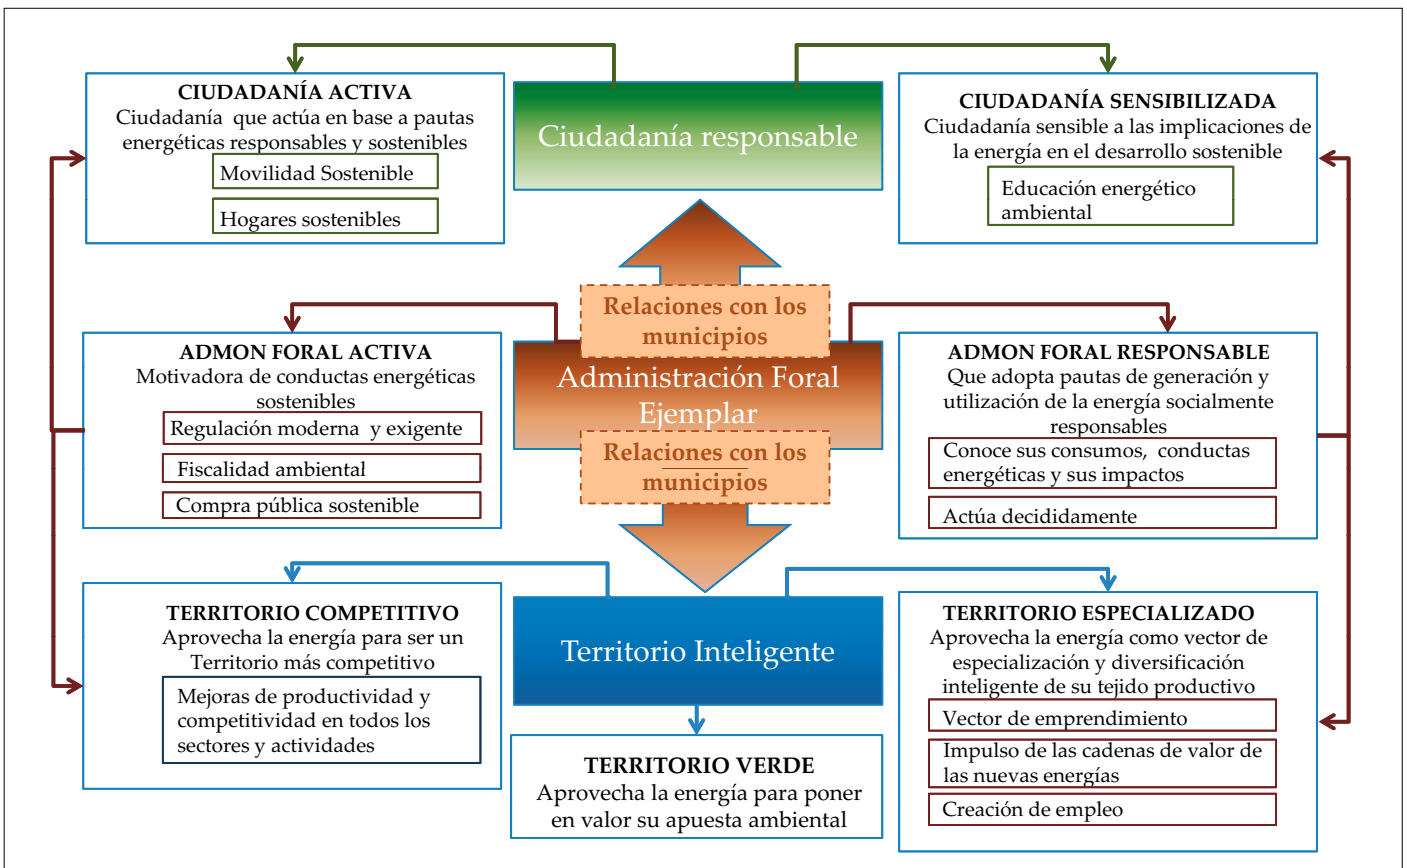 CIUDADANÍA ACTIVA
Ciudadanía que actúa en base a pautas
energéticas responsables y sostenibles
Movilidad Sostenible
Hogares sostenibles
Ciudadanía responsable
CIUDADANÍA SENSIBILIZADA
Ciudadanía sensible a las implicaciones de
la energía en el desarrollo sostenible
Educación energético
ambiental
Relaciones con los
municipios
ADMON FORAL ACTIVA
Motivadora de conductas energéticas
sostenibles
Regulación moderna y exigente
Fiscalidad ambiental
Compra pública sostenible
Administración Foral
Ejemplar
ADMON FORAL RESPONSABLE
Que adopta pautas de generación y
utilización de la energía socialmente
responsables
Conoce sus consumos, conductas
energéticas y sus impactos
Actúa decididamente
Relaciones con los
municipios
TERRITORIO COMPETITIVO
Aprovecha la energía para ser un
Territorio más competitivo
Mejoras de productividad y
competitividad en todos los
sectores y actividades
Territorio Inteligente
TERRITORIO VERDE
Aprovecha la energía para poner
en valor su apuesta ambiental
TERRITORIO ESPECIALIZADO
Aprovecha la energía como vector de
especialización y diversificación
inteligente de su tejido productivo
Vector de emprendimiento
Impulso de las cadenas de valor de
las nuevas energías
Creación de empleo